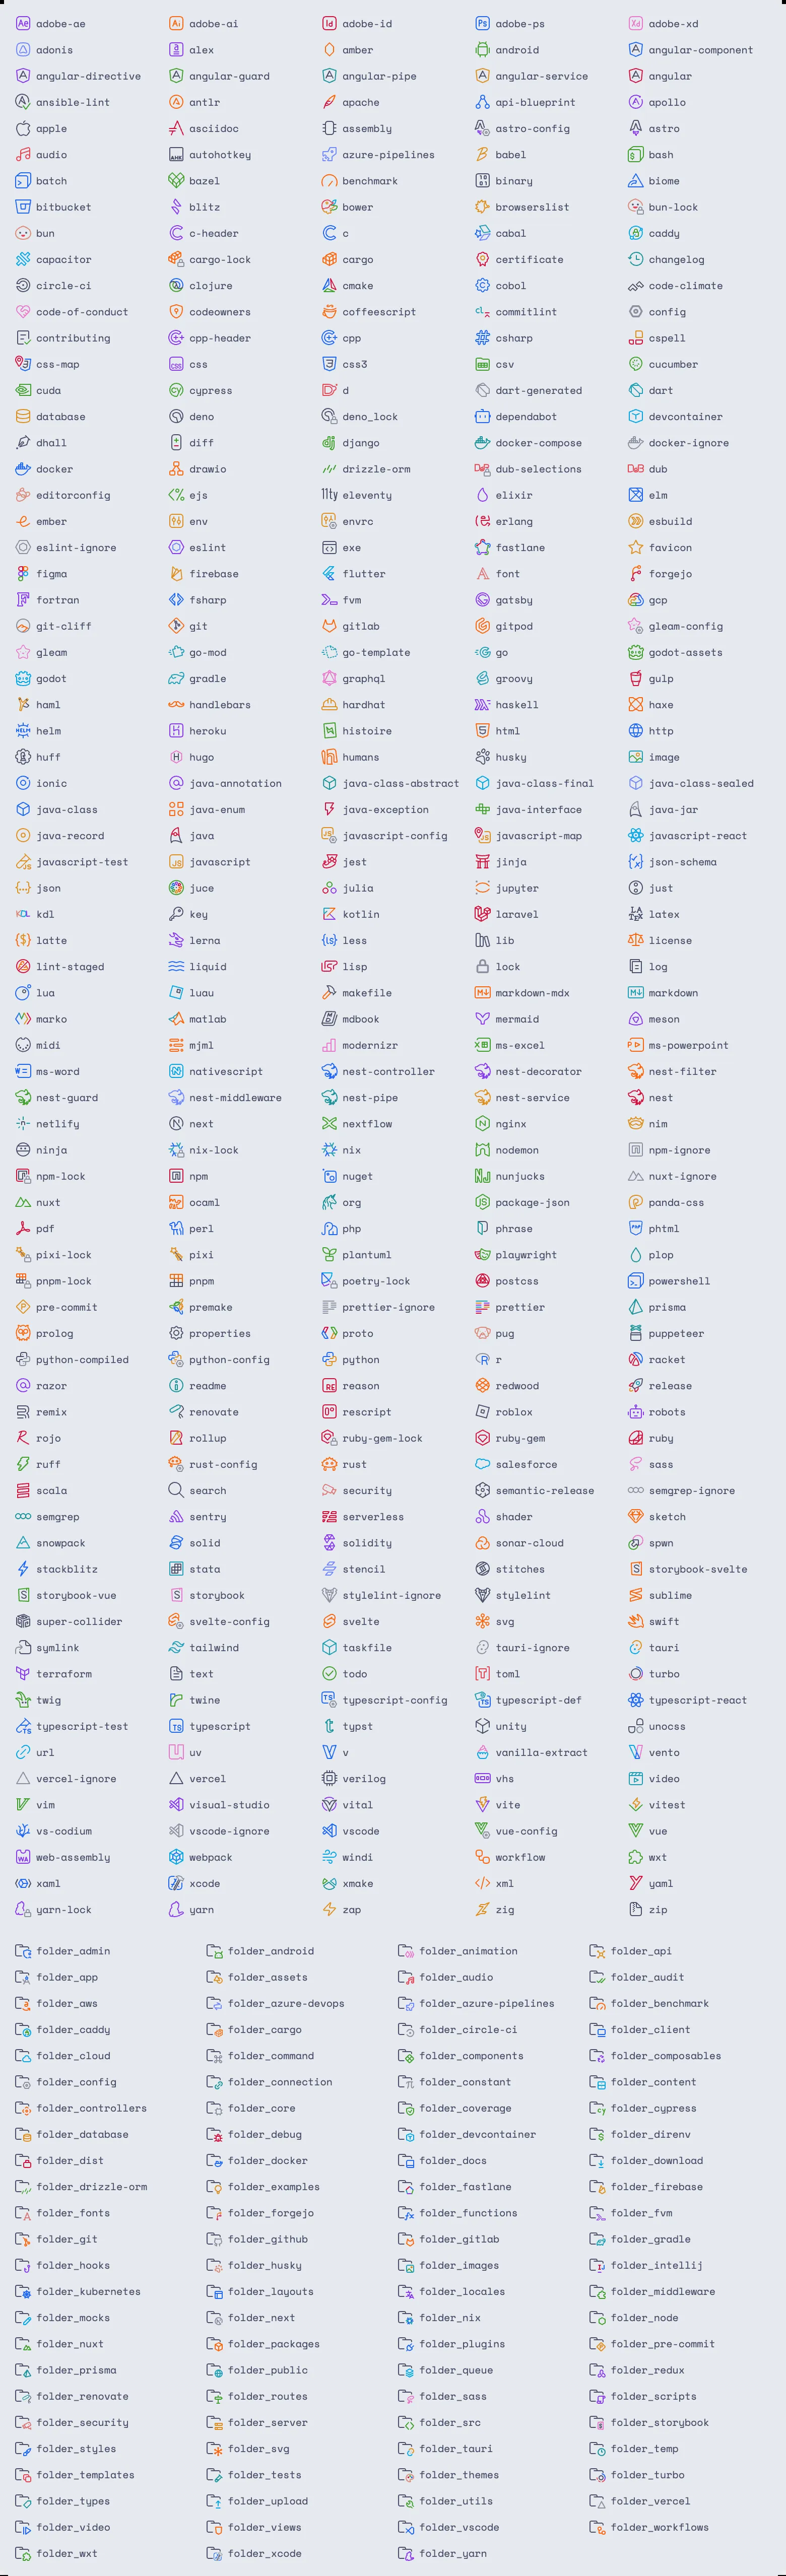 adobe-ae adobe-ai adobe-id adobe-ps adobe-xd
adonis alex amber android angular-component
angular-directive angular-guard angular-pipe angular-service angular
ansible-lint antlr apache api-blueprint apollo
apple asciidoc assembly astro-config astro
audio autohotkey azure-pipelines babel bash
batch bazel benchmark binary biome
bitbucket blitz bower browserslist bun-lock
bun c-header c cabal caddy
capacitor cargo-lock cargo certificate changelog
circle-ci clojure cmake cobol code-climate
code-of-conduct codeowners coffeescript commitlint config
contributing cpp-header cpp csharp cspell
css-map css css3 csv cucumber
cuda cypress d dart-generated dart
database deno deno_lock dependabot devcontainer
dhall diff django docker-compose docker-ignore
docker drawio drizzle-orm dub-selections dub
editorconfig ejs eleventy elixir elm
ember env envrc erlang esbuild
eslint-ignore eslint exe fastlane favicon
figma firebase flutter font forgejo
fortran fsharp fvm gatsby gcp
git-cliff git gitlab gitpod gleam-config
gleam go-mod go-template go godot-assets
godot gradle graphql groovy gulp
haml handlebars hardhat haskell haxe
helm heroku histoire html http
huff hugo humans husky image
ionic java-annotation java-class-abstract java-class-final java-class-sealed
java-class java-enum java-exception java-interface java-jar
java-record java javascript-config javascript-map javascript-react
javascript-test javascript jest jinja json-schema
json juce julia jupyter just
kdl key kotlin laravel latex
latte lerna less lib license
lint-staged liquid lisp lock log
lua luau makefile markdown-mdx markdown
marko matlab mdbook mermaid meson
midi mjml modernizr ms-excel ms-powerpoint
ms-word nativescript nest-controller nest-decorator nest-filter
nest-guard nest-middleware nest-pipe nest-service nest
netlify next nextflow nginx nim
ninja nix-lock nix nodemon npm-ignore
npm-lock npm nuget nunjucks nuxt-ignore
nuxt ocaml org package-json panda-css
pdf perl php phrase phtml
pixi-lock pixi plantuml playwright plop
pnpm-lock pnpm poetry-lock postcss powershell
pre-commit premake prettier-ignore prettier prisma
prolog properties proto pug puppeteer
python-compiled python-config python r racket
razor readme reason redwood release
remix renovate rescript roblox robots
rojo rollup ruby-gem-lock ruby-gem ruby
ruff rust-config rust salesforce sass
scala search security semantic-release semgrep-ignore
semgrep sentry serverless shader sketch
snowpack solid solidity sonar-cloud spwn
stackblitz stata stencil stitches storybook-svelte
storybook-vue storybook stylelint-ignore stylelint sublime
super-collider svelte-config svelte svg swift
symlink tailwind taskfile tauri-ignore tauri
terraform text todo toml turbo
twig twine typescript-config typescript-def typescript-react
typescript-test typescript typst unity unocss
url uv v vanilla-extract vento
vercel-ignore vercel verilog vhs video
vim visual-studio vital vite vitest
vs-codium vscode-ignore vscode vue-config vue
web-assembly webpack windi workflow wxt
xaml xcode xmake xml yaml
yarn-lock yarn zap zig zip
folder_admin folder_android folder_animation folder_api
folder_app folder_assets folder_audio folder_audit
folder_aws folder_azure-devops folder_azure-pipelines folder_benchmark
folder_caddy folder_cargo folder_circle-ci folder_client
folder_cloud folder_command folder_components folder_composables
folder_config folder_connection folder_constant folder_content
folder_controllers folder_core folder_coverage folder_cypress
folder_database folder_debug folder_devcontainer folder_direnv
folder_dist folder_docker folder_docs folder_download
folder_drizzle-orm folder_examples folder_fastlane folder_firebase
folder_fonts folder_forgejo folder_functions folder_fvm
folder_git folder_github folder_gitlab folder_gradle
folder_hooks folder_husky folder_images folder_intellij
folder_kubernetes folder_layouts folder_locales folder_middleware
folder_mocks folder_next folder_nix folder_node
folder_nuxt folder_packages folder_plugins folder_pre-commit
folder_prisma folder_public folder_queue folder_redux
folder_renovate folder_routes folder_sass folder_scripts
folder_security folder_server folder_src folder_storybook
folder_styles folder_svg folder_tauri folder_temp
folder_templates folder_tests folder_themes folder_turbo
folder_types folder_upload folder_utils folder_vercel
folder_video folder_views folder_vscode folder_workflows
folder_wxt folder_xcode folder_yarn